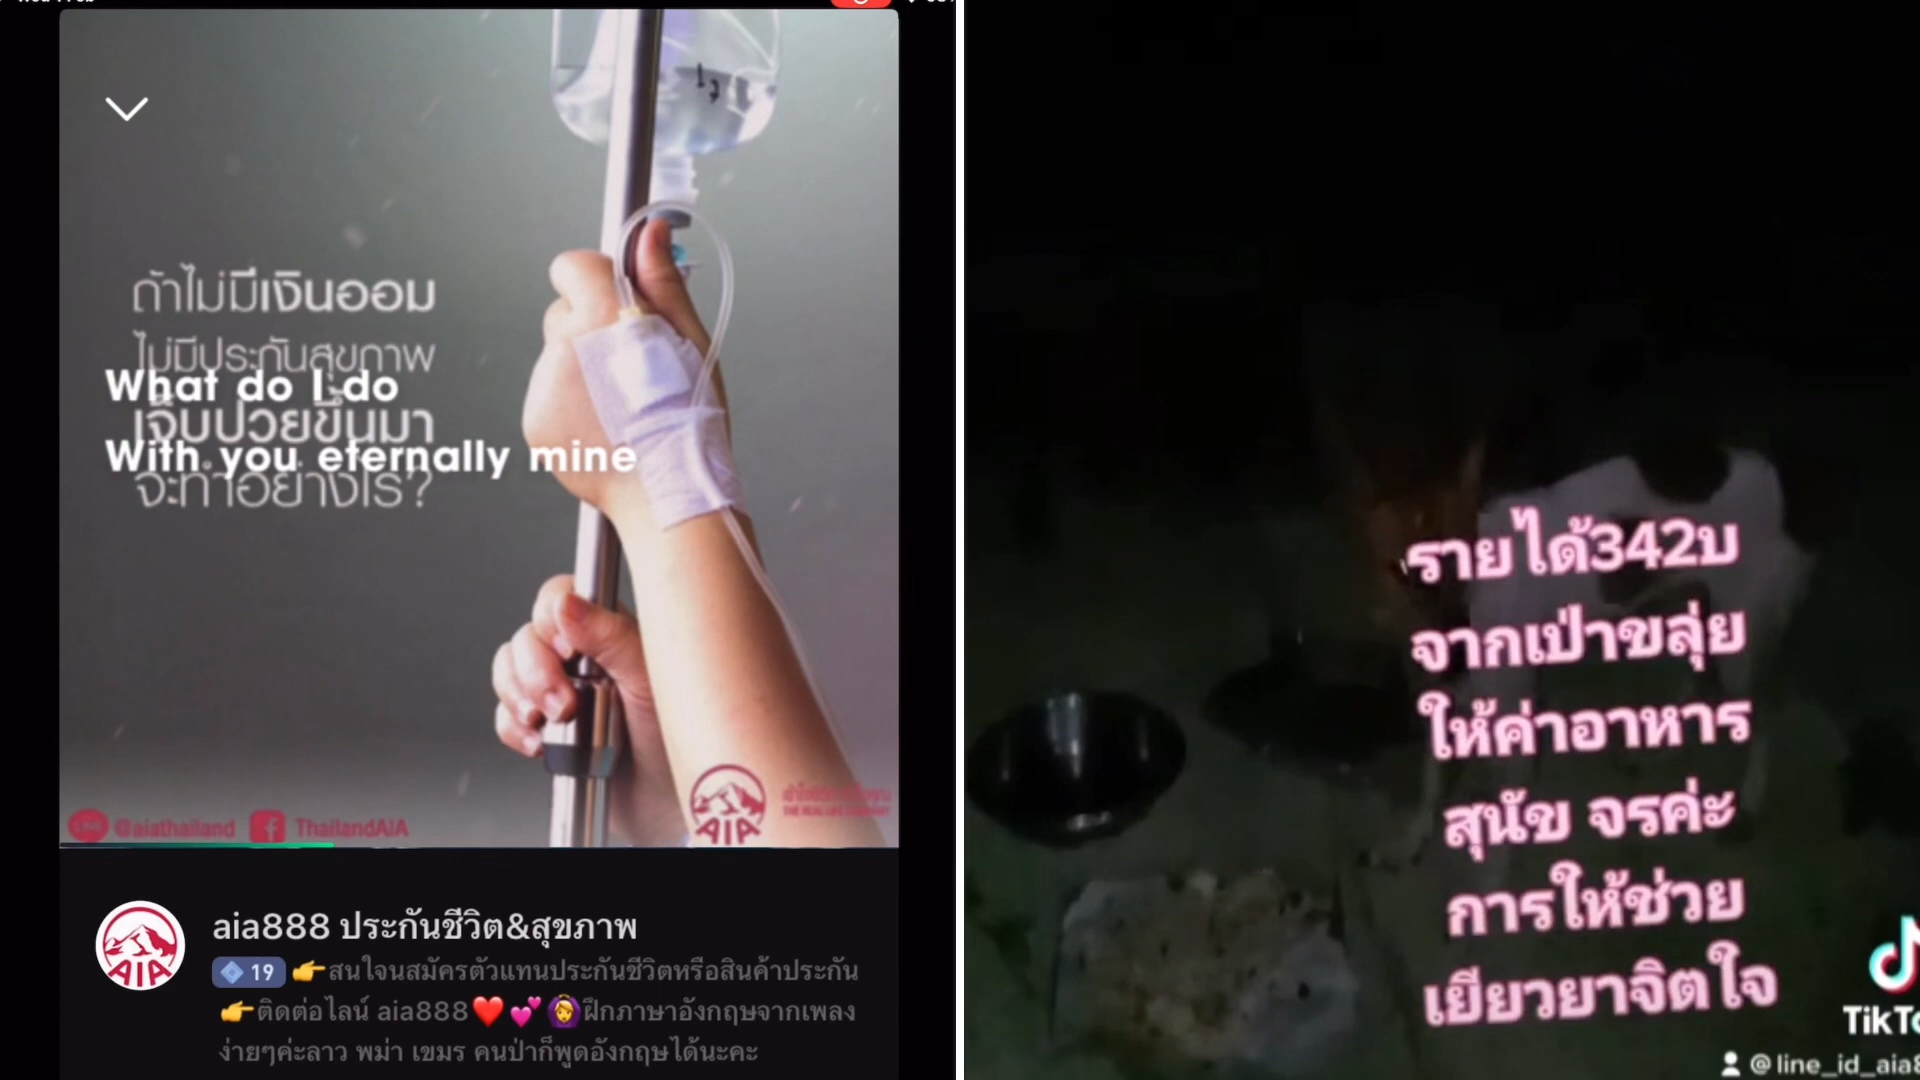 ถ้าไม่มีเงินออม
ไม่มีประกันสุขภาพ
What do I do
เจ็บป่วยขึ้นมา
With you eternally mine
จะทำอย่างไร?
LINE @aiathailand f ThailandAIA
AIA
THE REAL LIFE COMPANY
AIA
aia888 ประกันชีวิต&สุขภาพ
19 👉สนใจนสมัครตัวแทนประกันชีวิตหรือสินค้าประกัน
👉ติดต่อไลน์ aia888❤️💕🙆ฝึกภาษาอังกฤษจากเพลง
ง่ายๆค่ะลาว พม่า เขมร คนป่าก็พูดอังกฤษได้นะคะ
รายได้342บ
จากเป่าขลุ่ย
ให้ค่าอาหาร
สุนัข จรค่ะ
การให้ช่วย
เยียวยาจิตใจ
TikTo
@line_id_aia8